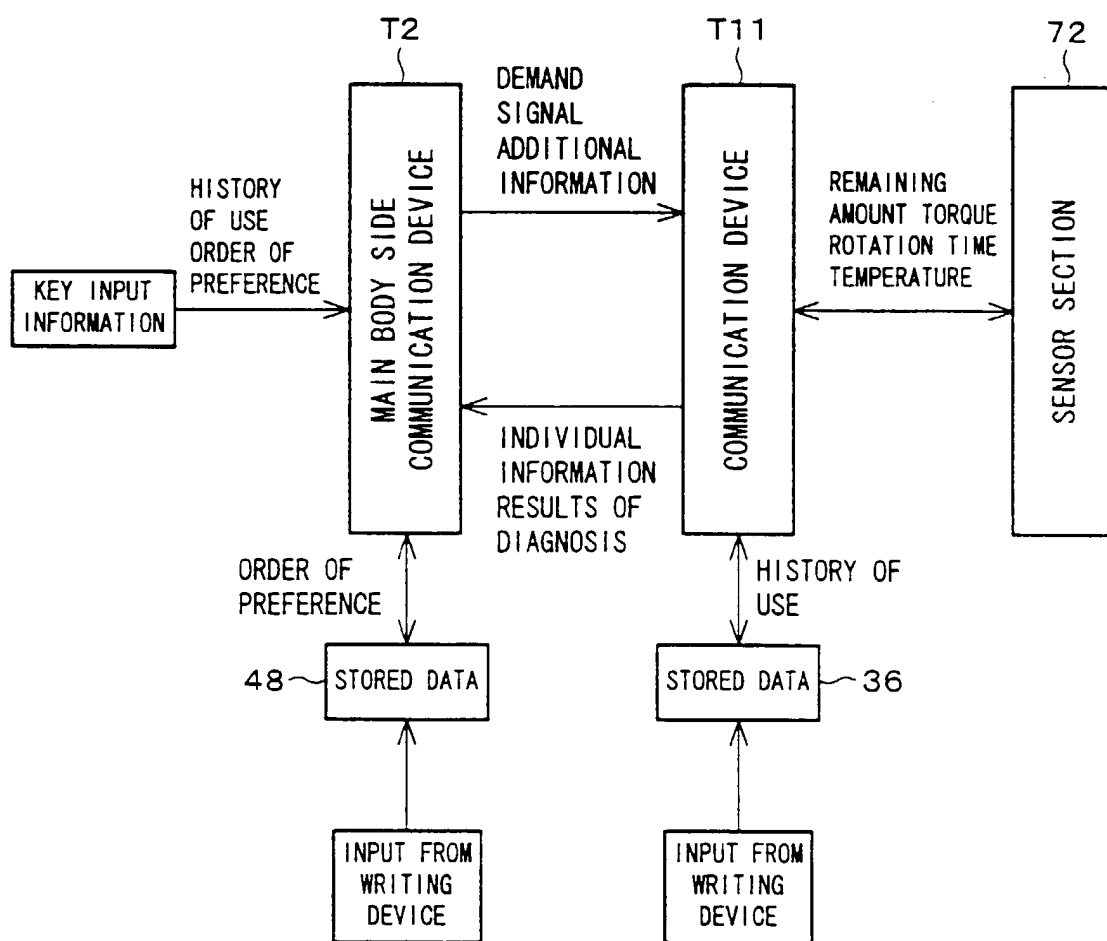 T2
T11
72
DEMAND
SIGNAL
ADDITIONAL
INFORMATION
HISTORY
OF USE
ORDER OF
PREFERENCE
KEY INPUT
INFORMATION
MAIN BODY SIDE
COMMUNICATION DEVICE
COMMUNICATION DEVICE
REMAINING
AMOUNT TORQUE
ROTATION TIME
TEMPERATURE
SENSOR SECTION
INDIVIDUAL
INFORMATION
RESULTS OF
DIAGNOSIS
ORDER OF
PREFERENCE
HISTORY OF
USE
48
STORED DATA
STORED DATA
36
INPUT FROM
WRITING
DEVICE
INPUT FROM
WRITING
DEVICE